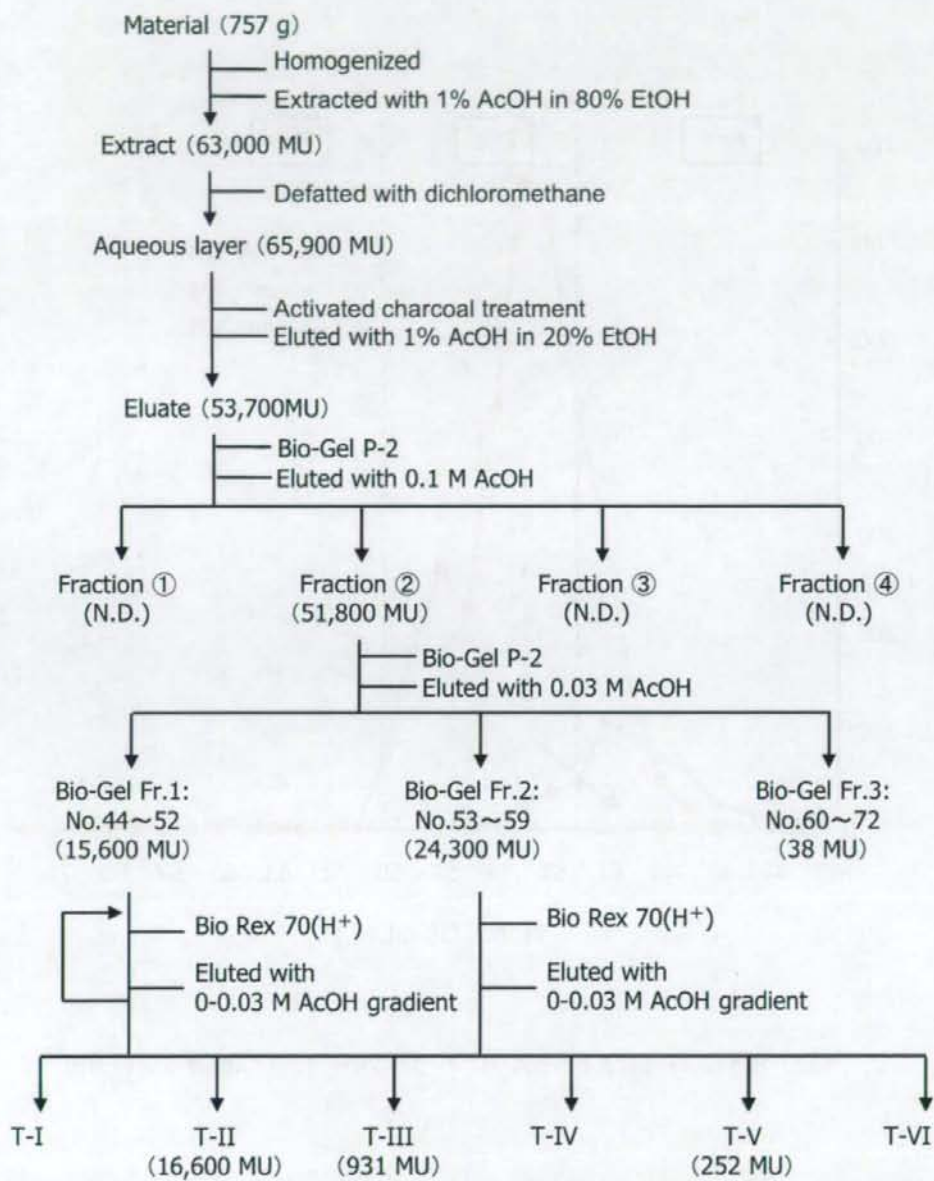 Material (757 g)
Homogenized
Extracted with 1% AcOH in 80% EtOH
Extract (63,000 MU)
Defatted with dichloromethane
Aqueous layer (65,900 MU)
Activated charcoal treatment
Eluted with 1% AcOH in 20% EtOH
Eluate (53,700MU)
Bio-Gel P-2
Eluted with 0.1 M AcOH
Fraction ①
(N.D.)
Fraction ②
(51,800 MU)
Fraction ③
(N.D.)
Fraction ④
(N.D.)
Bio-Gel P-2
Eluted with 0.03 M AcOH
Bio-Gel Fr.1:
No.44～52
(15,600 MU)
Bio-Gel Fr.2:
No.53～59
(24,300 MU)
Bio-Gel Fr.3:
No.60～72
(38 MU)
Bio Rex 70(H⁺)
Eluted with
0-0.03 M AcOH gradient
Bio Rex 70(H⁺)
Eluted with
0-0.03 M AcOH gradient
T-I
T-II
(16,600 MU)
T-III
(931 MU)
T-IV
T-V
(252 MU)
T-VI